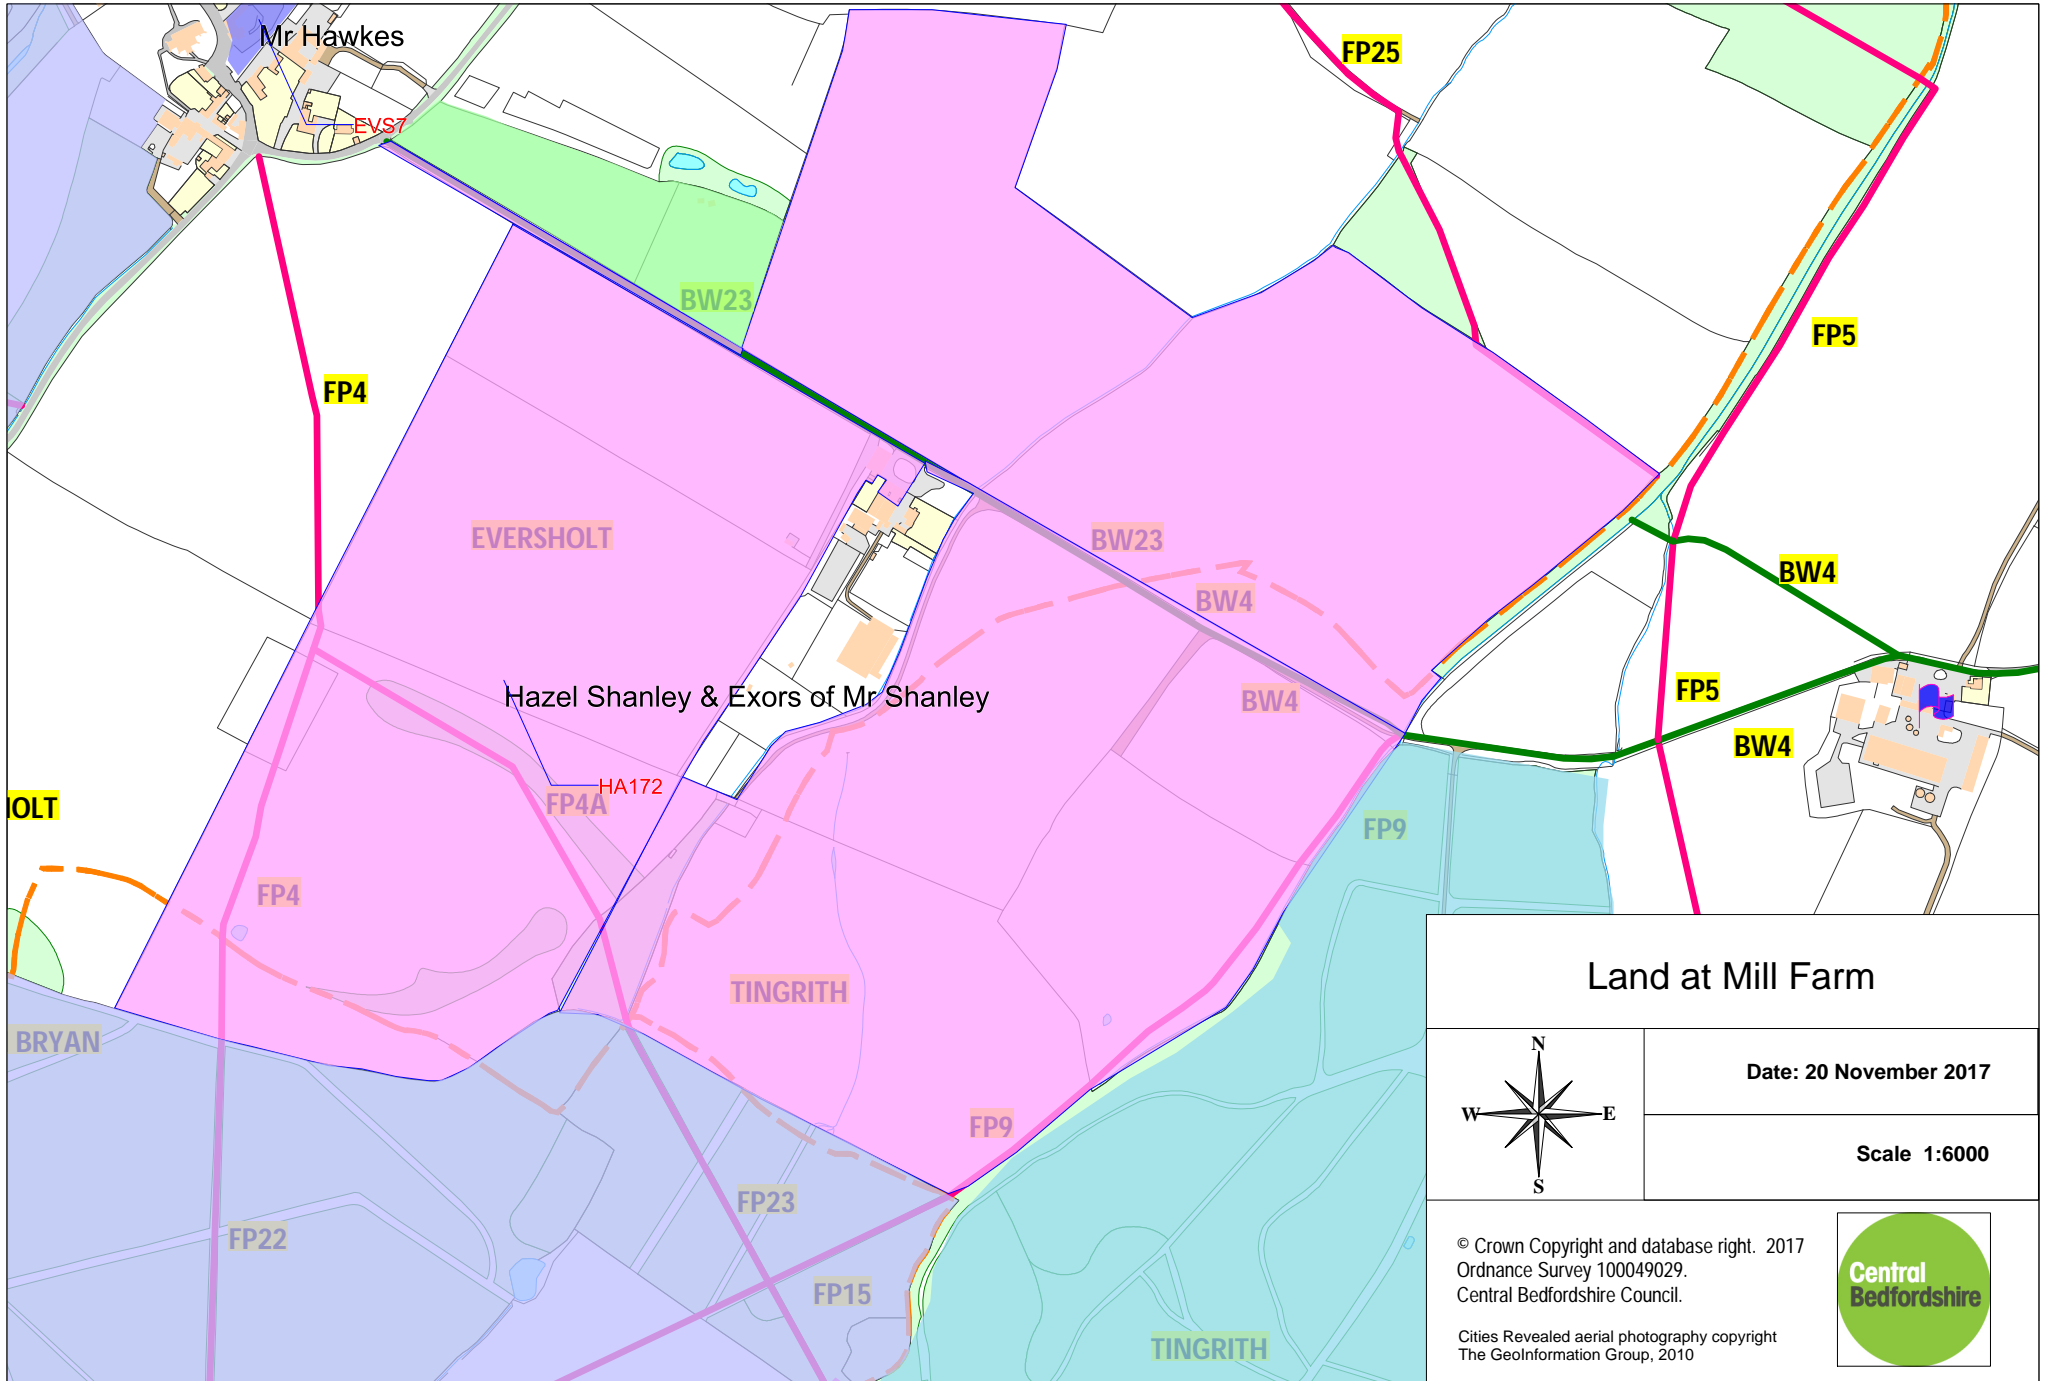 Mr Hawkes
EVS7
FP25
BW23
FP5
FP4
EVERSHOLT
BW23
BW4
BW4
FP5
BW4
BW4
Hazel Shanley & Exors of Mr Shanley
HA172
FP4A
HOLT
FP9
FP4
TINGRITH
BRYAN
FP9
FP23
FP22
FP15
TINGRITH
Land at Mill Farm
N
W
E
S
Date: 20 November 2017
Scale 1:6000
© Crown Copyright and database right. 2017
Ordnance Survey 100049029.
Central Bedfordshire Council.
Cities Revealed aerial photography copyright
The GeoInformation Group, 2010
Central
Bedfordshire